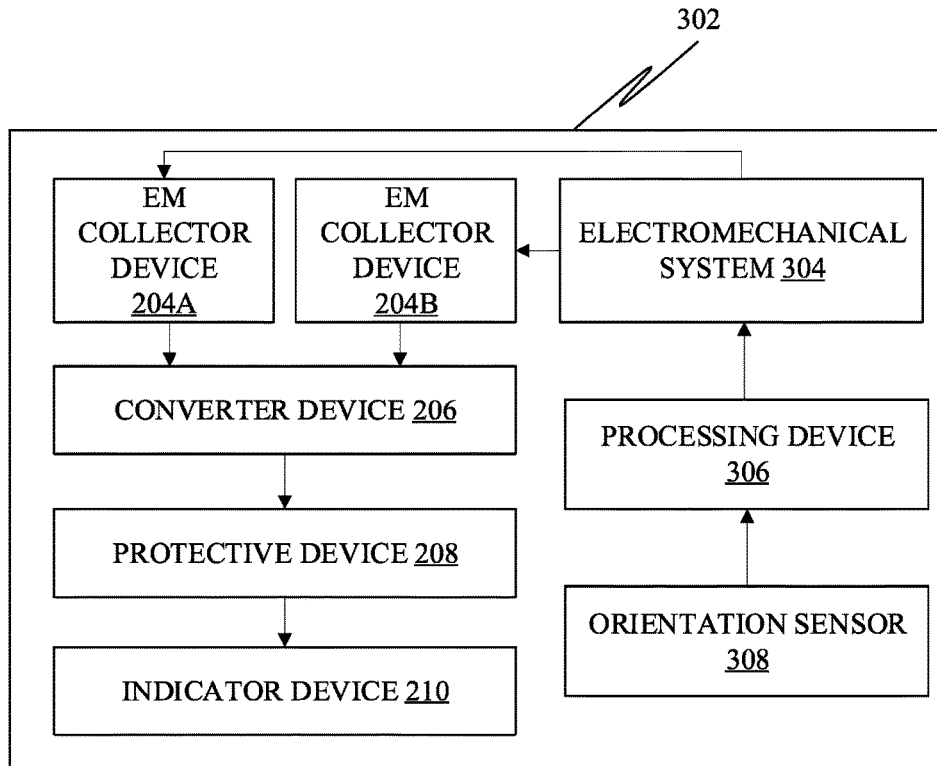 302
EM
COLLECTOR
DEVICE
204A
EM
COLLECTOR
DEVICE
204B
ELECTROMECHANICAL
SYSTEM 304
CONVERTER DEVICE 206
PROCESSING DEVICE
306
PROTECTIVE DEVICE 208
ORIENTATION SENSOR
308
INDICATOR DEVICE 210